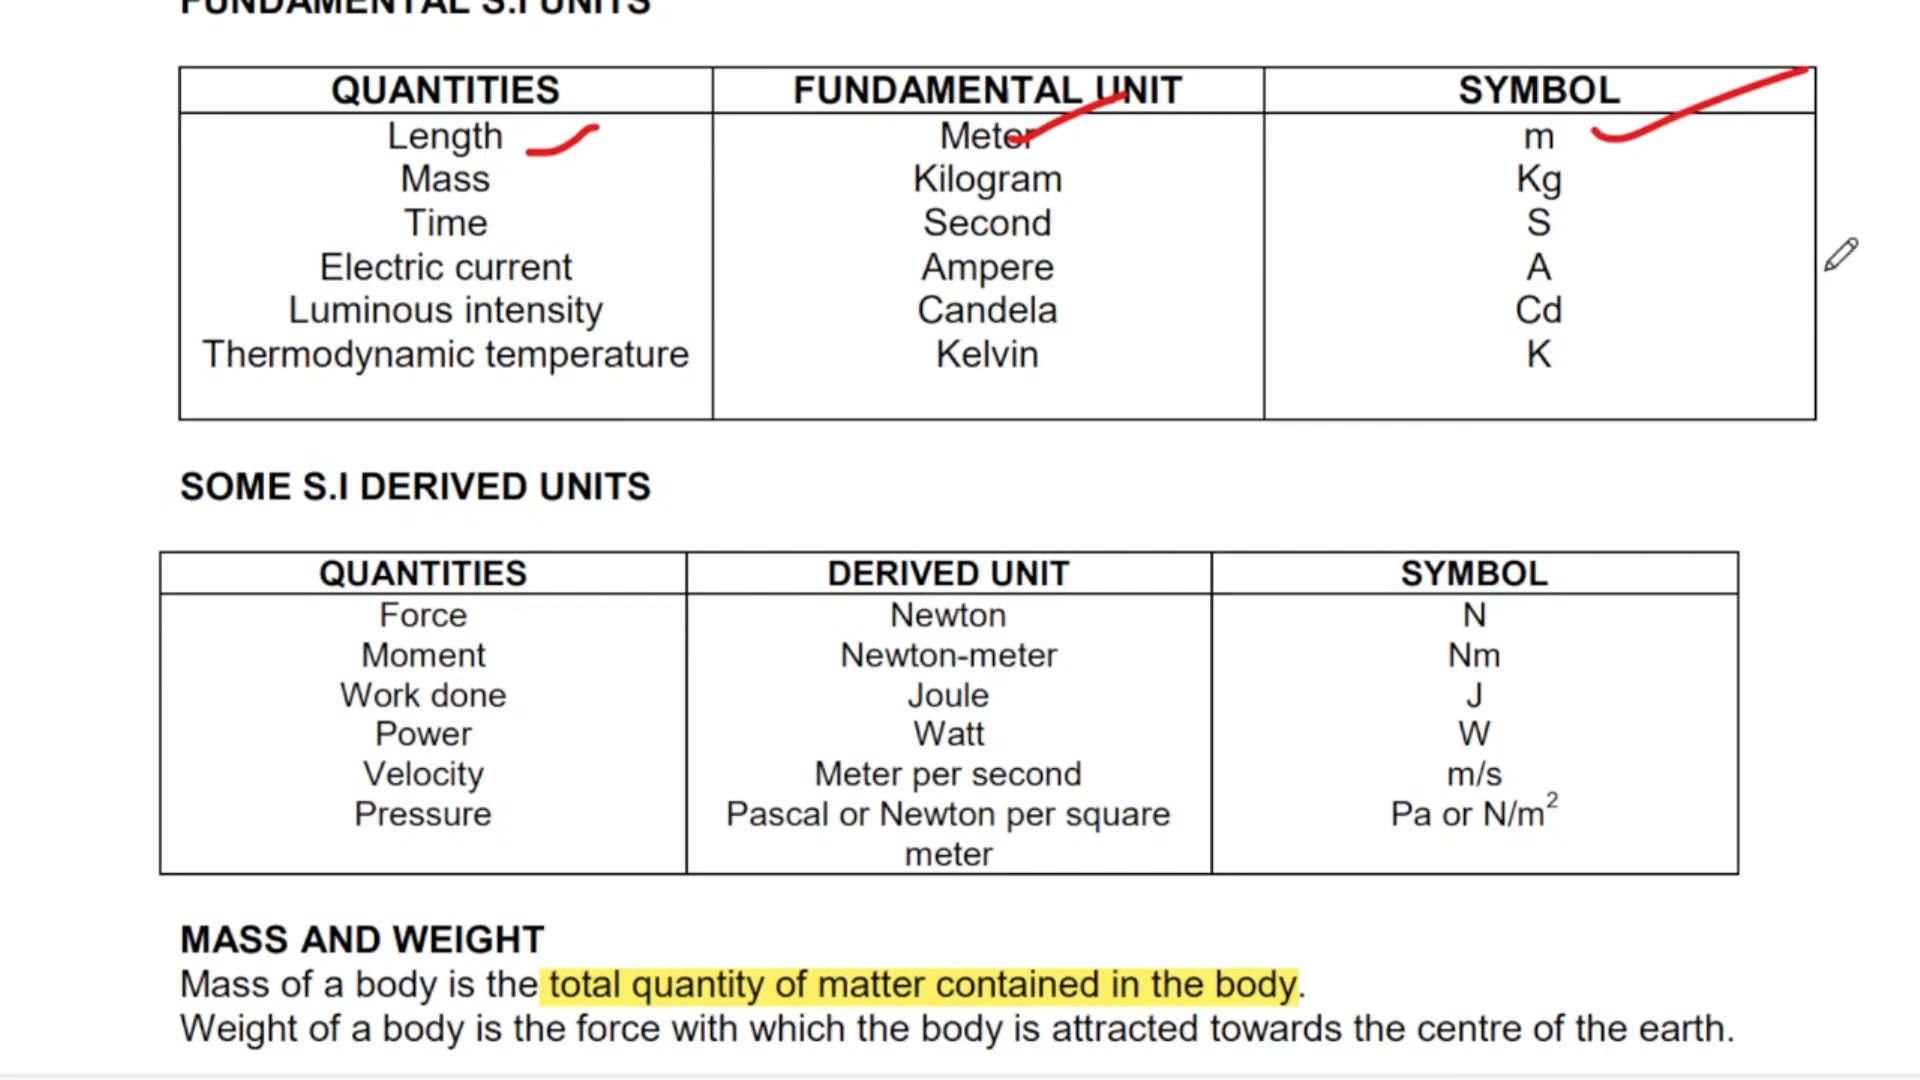 FUNDAMENTAL S.I UNITS
QUANTITIES FUNDAMENTAL UNIT SYMBOL
Length Meter m
Mass Kilogram Kg
Time Second S
Electric current Ampere A
Luminous intensity Candela Cd
Thermodynamic temperature Kelvin K
SOME S.I DERIVED UNITS
QUANTITIES DERIVED UNIT SYMBOL
Force Newton N
Moment Newton-meter Nm
Work done Joule J
Power Watt W
Velocity Meter per second m/s
Pressure Pascal or Newton per square Pa or N/m²
meter
MASS AND WEIGHT
Mass of a body is the total quantity of matter contained in the body.
Weight of a body is the force with which the body is attracted towards the centre of the earth.